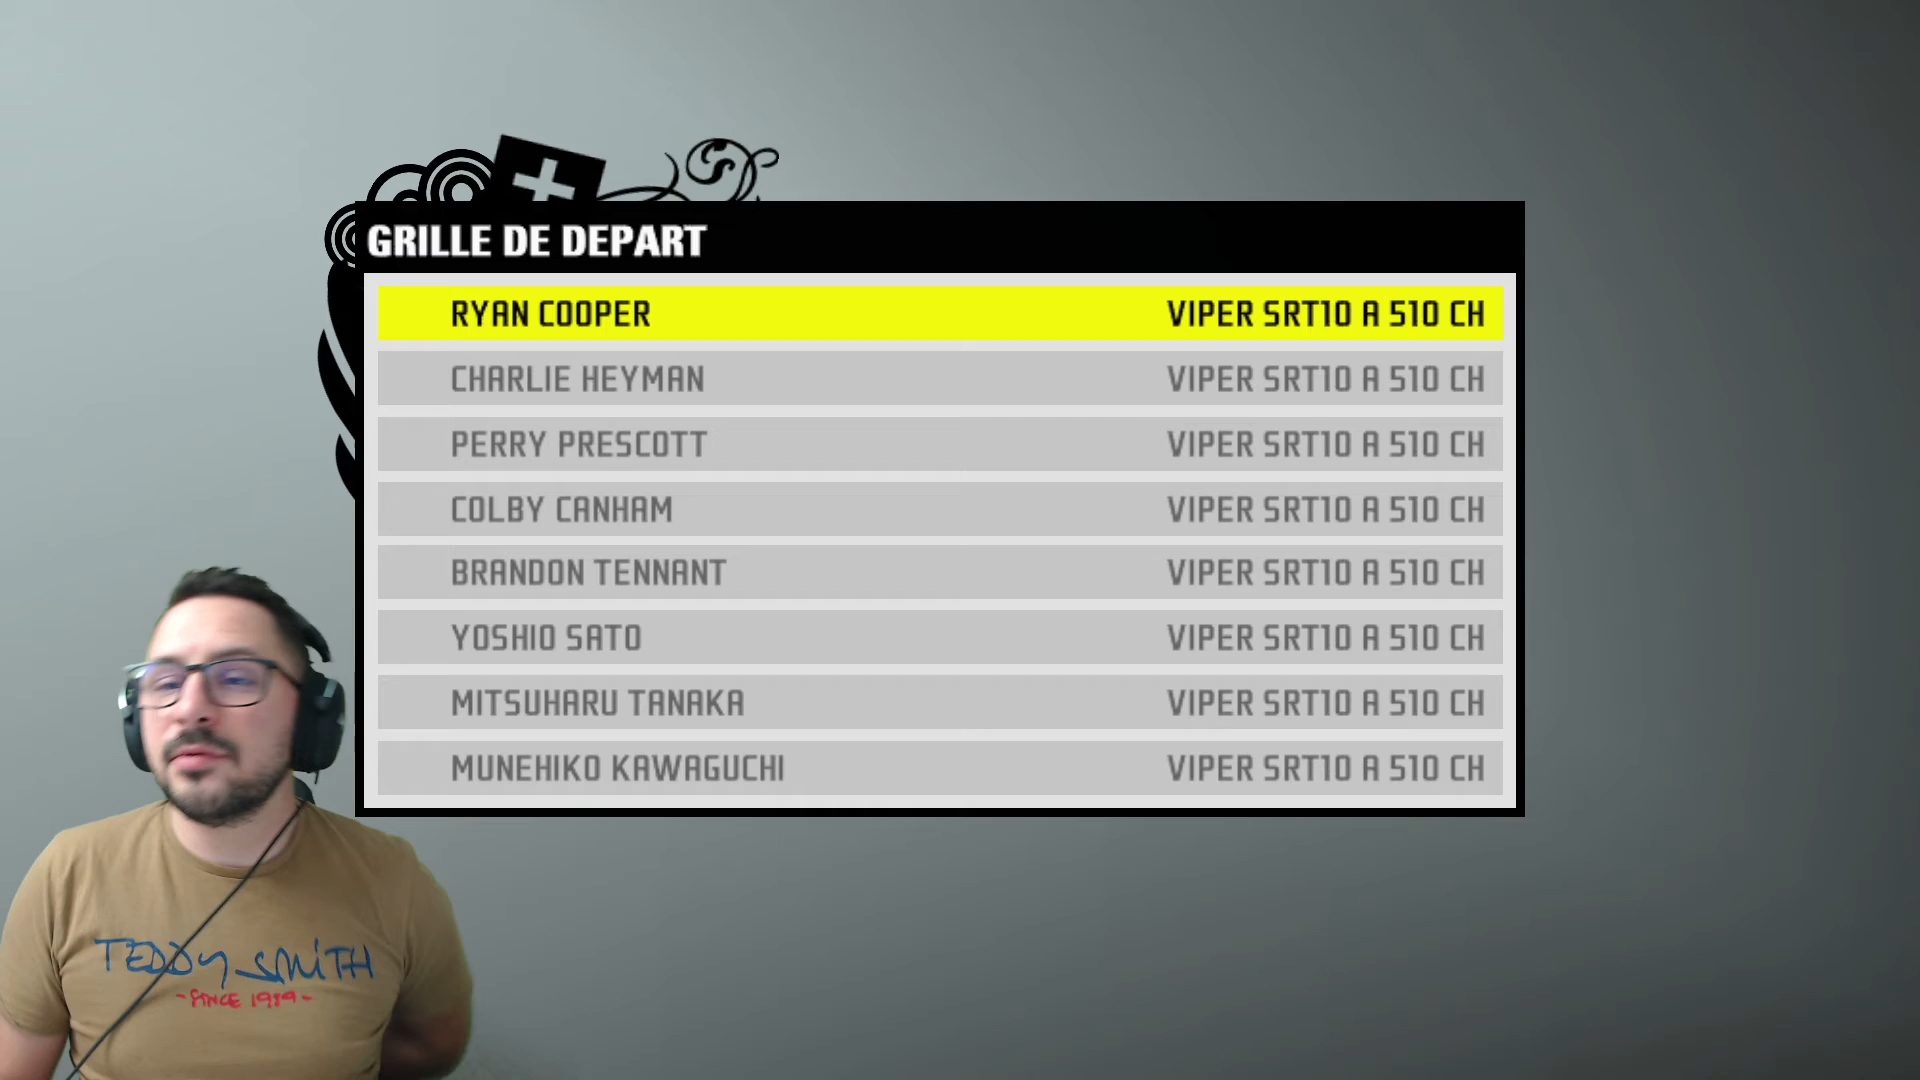 GRILLE DE DEPART
RYAN COOPER VIPER SRT10 A 510 CH
CHARLIE HEYMAN VIPER SRT10 A 510 CH
PERRY PRESCOTT VIPER SRT10 A 510 CH
COLBY CANHAM VIPER SRT10 A 510 CH
BRANDON TENNANT VIPER SRT10 A 510 CH
YOSHIO SATO VIPER SRT10 A 510 CH
MITSUHARU TANAKA VIPER SRT10 A 510 CH
MUNEHIKO KAWAGUCHI VIPER SRT10 A 510 CH
TEDDY SMITH
-SINCE 1989-